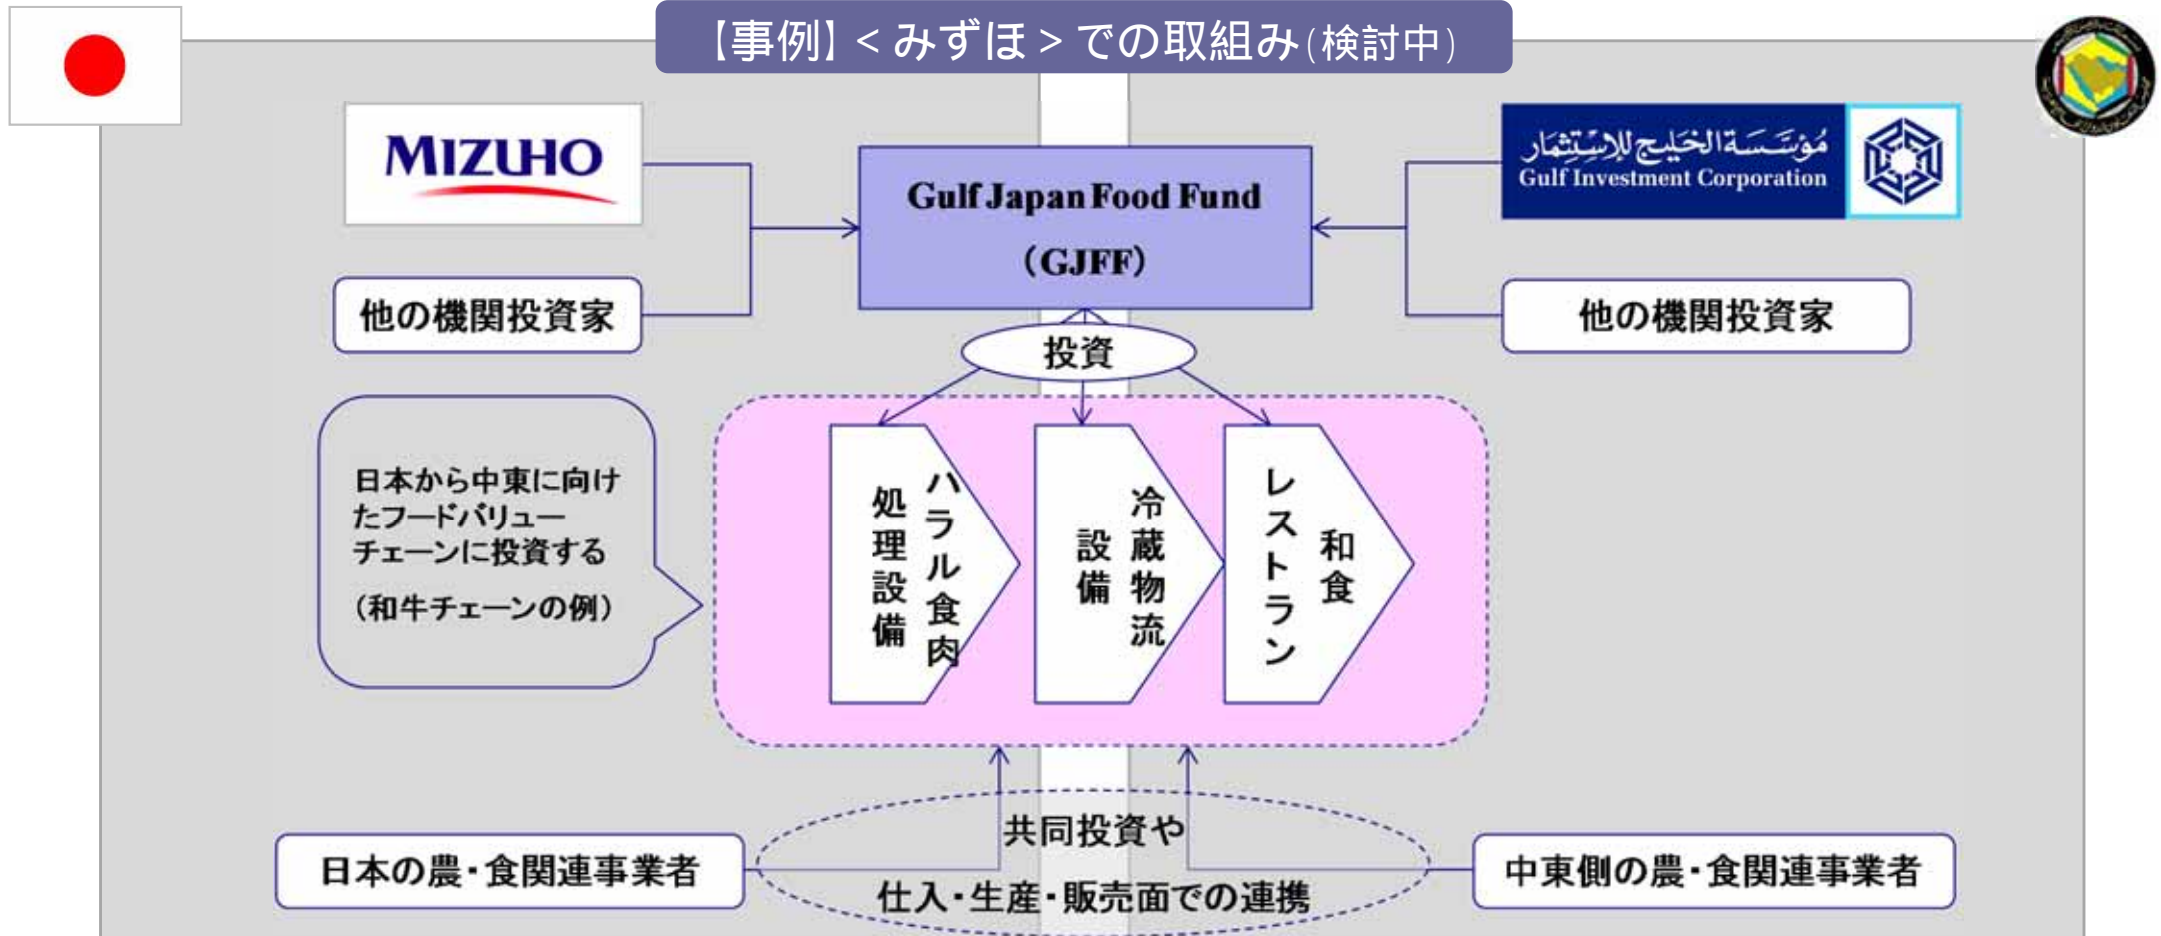 【事例】<みずほ>での取組み(検討中)
MIZUHO
مُؤَسَّسَة الخَليج للإسْتِثمَار
Gulf Investment Corporation
Gulf Japan Food Fund
(GJFF)
他の機関投資家
他の機関投資家
投資
日本から中東に向け
たフードバリュー
チェーンに投資する
(和牛チェーンの例)
ハラル食肉
処理設備
冷蔵物流
設備
和食
レストラン
共同投資や
仕入・生産・販売面での連携
日本の農・食関連事業者
中東側の農・食関連事業者